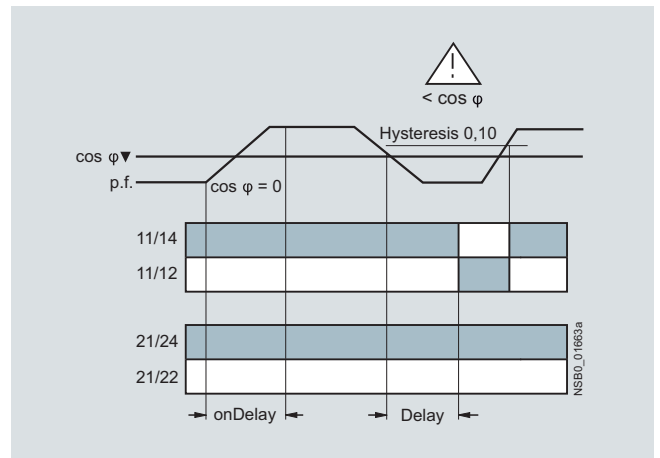 !
< cos φ
Hysteresis 0,10
cos φ▼
p.f.
cos φ = 0
11/14
11/12
21/24
21/22
onDelay
Delay
NSB0_01663a